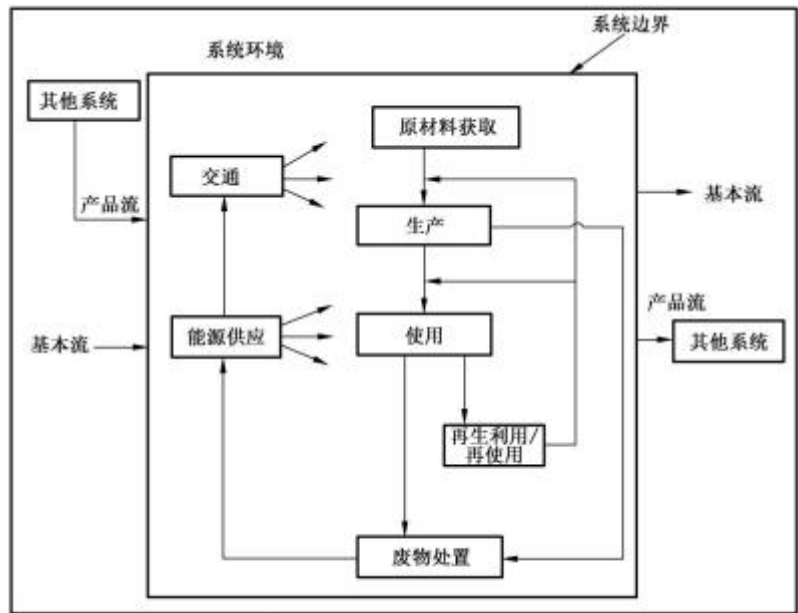 系统边界
系统环境
其他系统
原材料获取
交通
产品流
基本流
生产
产品流
能源供应
使用
基本流
其他系统
再生利用/
再使用
废物处置